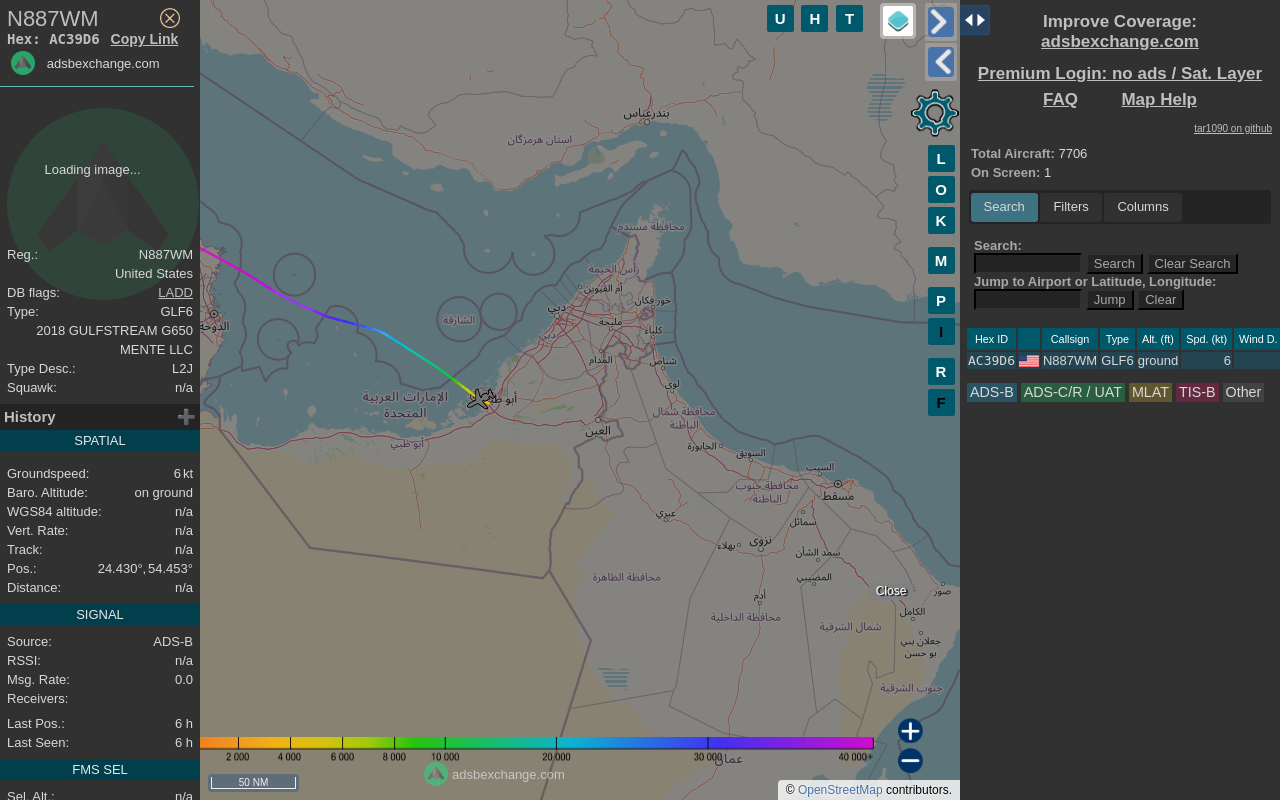 N887WM
Hex: AC39D6 Copy Link
adsbexchange.com
Loading image...
Reg.: N887WM
United States
DB flags: LADD
Type: GLF6
2018 GULFSTREAM G650
MENTE LLC
Type Desc.: L2J
Squawk: n/a
History
SPATIAL
Groundspeed: 6 kt
Baro. Altitude: on ground
WGS84 altitude: n/a
Vert. Rate: n/a
Track: n/a
Pos.: 24.430°, 54.453°
Distance: n/a
SIGNAL
Source: ADS-B
RSSI: n/a
Msg. Rate: 0.0
Receivers:
Last Pos.: 6 h
Last Seen: 6 h
FMS SEL
Sel. Alt.: n/a
U H T
L
O
K
M
P
I
R
F
بندرعباس
استان هرمزگان
محافظة مسندم
رأس الخيمة
أم القيوين
خور فكان
الشارقة
دبي
دبي
مليحة
كلباء
المدام
شناص
لوى
الدوحة
الإمارات العربية
المتحدة
أبو ظبي
العين
محافظة شمال
الباطنة
الخابورة
السويق
السيب
مسقط
محافظة جنوب
الباطنة
عبري
سمائل
نزوى
بهلاء
سمد الشأن
المضيبي
محافظة الظاهرة
أدم
محافظة الداخلية
شمال الشرقية
صور
الكامل
جعلان بني
بو حسن
جنوب الشرقية
عمان
Close
2 000 4 000 6 000 8 000 10 000 20 000 30 000 40 000+
50 NM
adsbexchange.com
© OpenStreetMap contributors.
Improve Coverage:
adsbexchange.com
Premium Login: no ads / Sat. Layer
FAQ Map Help
tar1090 on github
Total Aircraft: 7706
On Screen: 1
Search Filters Columns
Search:
Search Clear Search
Jump to Airport or Latitude, Longitude:
Jump Clear
Hex ID Callsign Type Alt. (ft) Spd. (kt) Wind D.
AC39D6 N887WM GLF6 ground 6
ADS-B ADS-C/R / UAT MLAT TIS-B Other